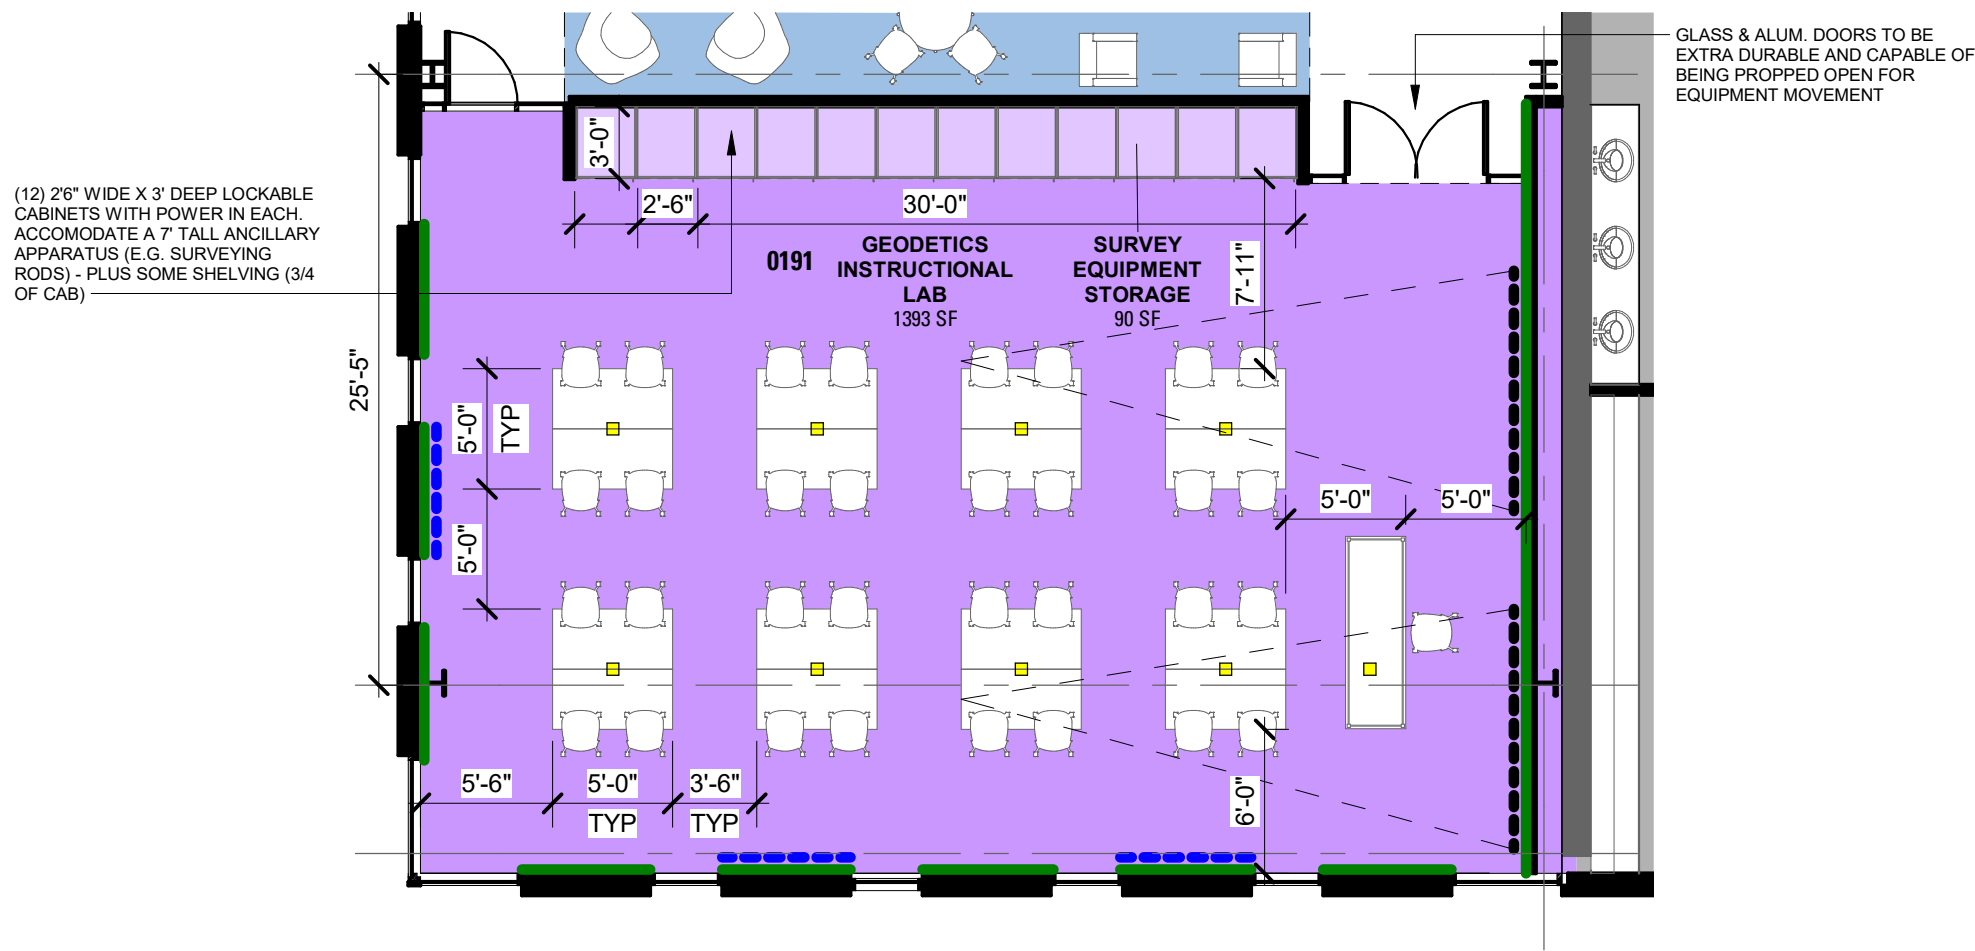 GLASS & ALUM. DOORS TO BE
EXTRA DURABLE AND CAPABLE OF
BEING PROPPED OPEN FOR
EQUIPMENT MOVEMENT
3'-0"
(12) 2'6" WIDE X 3' DEEP LOCKABLE
CABINETS WITH POWER IN EACH.
ACCOMODATE A 7' TALL ANCILLARY
APPARATUS (E.G. SURVEYING
RODS) - PLUS SOME SHELVING (3/4
OF CAB)
2'-6"
30'-0"
0191
GEODETICS
INSTRUCTIONAL
LAB
1393 SF
SURVEY
EQUIPMENT
STORAGE
90 SF
7'-11"
25'-5"
5'-0"
TYP
5'-0"
5'-0"
5'-0"
5'-6"
5'-0"
TYP
3'-6"
TYP
6'-0"